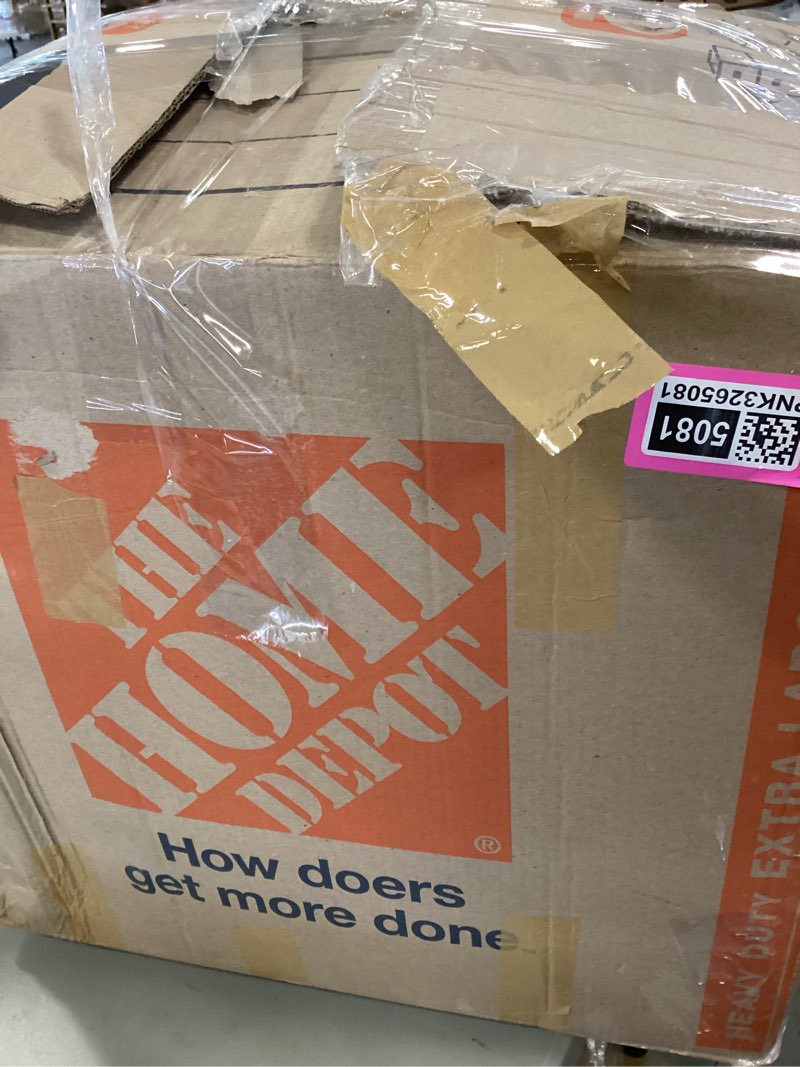 PNK3265081
5081
THE
HOME
DEPOT
®
How doers
get more done
HEAVY DUTY EXTRA